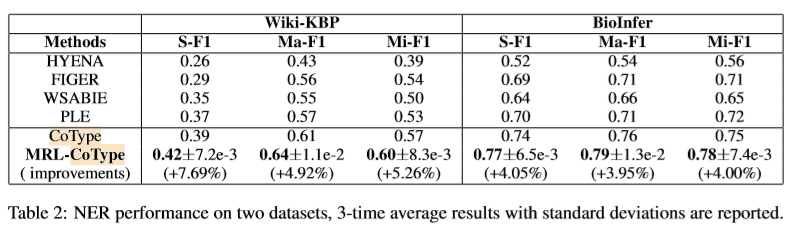 Wiki-KBP BioInfer
Methods S-F1 Ma-F1 Mi-F1 S-F1 Ma-F1 Mi-F1
HYENA 0.26 0.43 0.39 0.52 0.54 0.56
FIGER 0.29 0.56 0.54 0.69 0.71 0.71
WSABIE 0.35 0.55 0.50 0.64 0.66 0.65
PLE 0.37 0.57 0.53 0.70 0.71 0.72
CoType 0.39 0.61 0.57 0.74 0.76 0.75
MRL-CoType 0.42±7.2e-3 0.64±1.1e-2 0.60±8.3e-3 0.77±6.5e-3 0.79±1.3e-2 0.78±7.4e-3
( improvements) (+7.69%) (+4.92%) (+5.26%) (+4.05%) (+3.95%) (+4.00%)
Table 2: NER performance on two datasets, 3-time average results with standard deviations are reported.